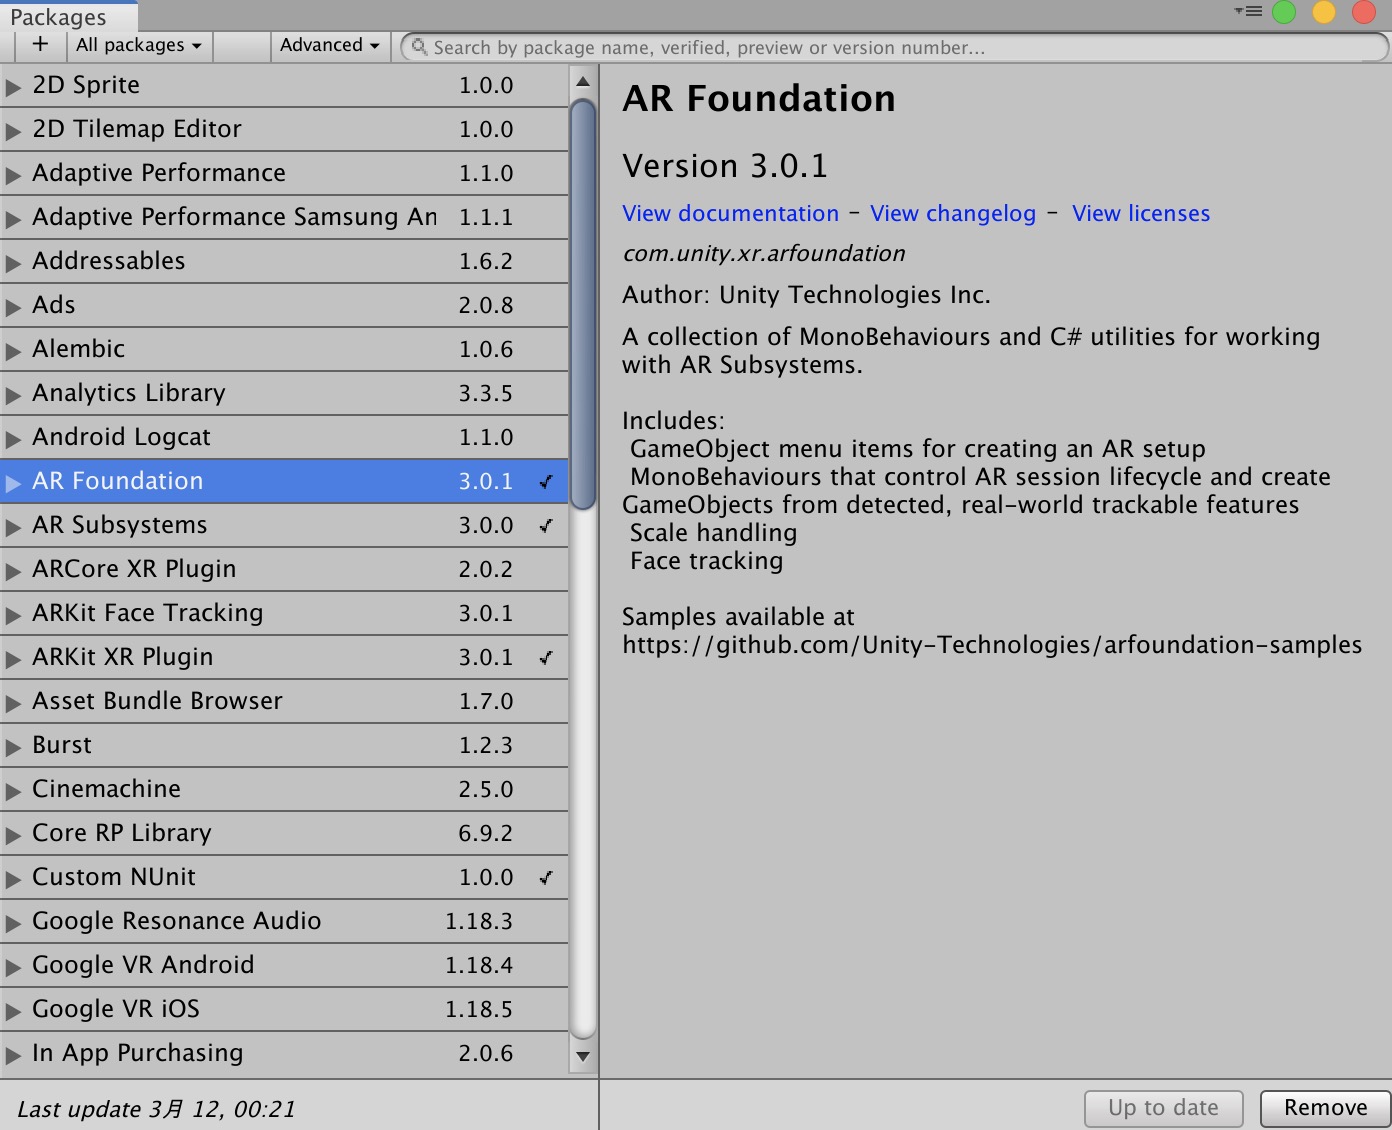 Packages
+ All packages Advanced Search by package name, verified, preview or version number...
2D Sprite 1.0.0
2D Tilemap Editor 1.0.0
Adaptive Performance 1.1.0
Adaptive Performance Samsung An 1.1.1
Addressables 1.6.2
Ads 2.0.8
Alembic 1.0.6
Analytics Library 3.3.5
Android Logcat 1.1.0
AR Foundation 3.0.1 ✓
AR Subsystems 3.0.0 ✓
ARCore XR Plugin 2.0.2
ARKit Face Tracking 3.0.1
ARKit XR Plugin 3.0.1 ✓
Asset Bundle Browser 1.7.0
Burst 1.2.3
Cinemachine 2.5.0
Core RP Library 6.9.2
Custom NUnit 1.0.0 ✓
Google Resonance Audio 1.18.3
Google VR Android 1.18.4
Google VR iOS 1.18.5
In App Purchasing 2.0.6
Last update 3月 12, 00:21
AR Foundation
Version 3.0.1
View documentation - View changelog - View licenses
com.unity.xr.arfoundation
Author: Unity Technologies Inc.
A collection of MonoBehaviours and C# utilities for working
with AR Subsystems.
Includes:
GameObject menu items for creating an AR setup
MonoBehaviours that control AR session lifecycle and create
GameObjects from detected, real-world trackable features
Scale handling
Face tracking
Samples available at
https://github.com/Unity-Technologies/arfoundation-samples
Up to date Remove